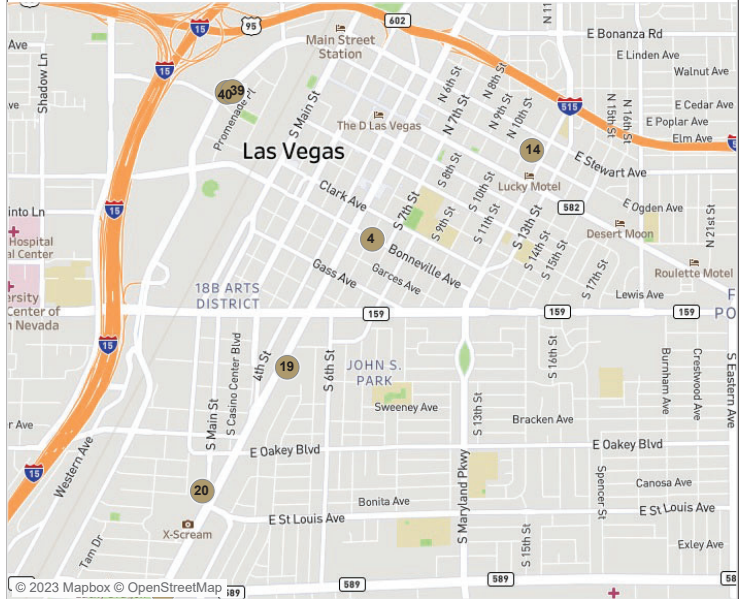 602
95
15
E Bonanza Rd
Main Street
Station
E Linden Ave
Walnut Ave
Ave
Shadow Ln
15
N 6th St
N 8th St
515
N 15th St
N 16th St
E Cedar Ave
E Poplar Ave
Elm Ave
40
39
Promenade Pl
S Main St
N 7th St
N 9th St
N 10th St
The D Las Vegas
14
Las Vegas
E Stewart Ave
S 8th St
Lucky Motel
Clark Ave
S 10th St
582
E Ogden Ave
S 7th St
S 9th St
S 11th St
S 13th St
Desert Moon
N 21st St
15
into Ln
4
Bonneville Ave
S 14th St
S 15th St
Hospital
al Center
Gass Ave
Garces Ave
S 17th St
Roulette Motel
18B ARTS
DISTRICT
Lewis Ave
ersity
Center of
n Nevada
159
159
159
F
PO
15
S Casino Center Blvd
4th St
19
S 6th St
JOHN S.
PARK
S 16th St
Burnham Ave
Crestwood Ave
S Eastern Ave
Sweeney Ave
S 13th St
Bracken Ave
r Ave
S Main St
E Oakey Blvd
E Oakey Blvd
15
Western Ave
S Maryland Pkwy
Spencer St
Canosa Ave
20
Bonita Ave
E St Louis Ave
E St Louis Ave
X-Scream
Tam Dr
S 15th St
Exley Ave
© 2023 Mapbox © OpenStreetMap
589
589
589
58